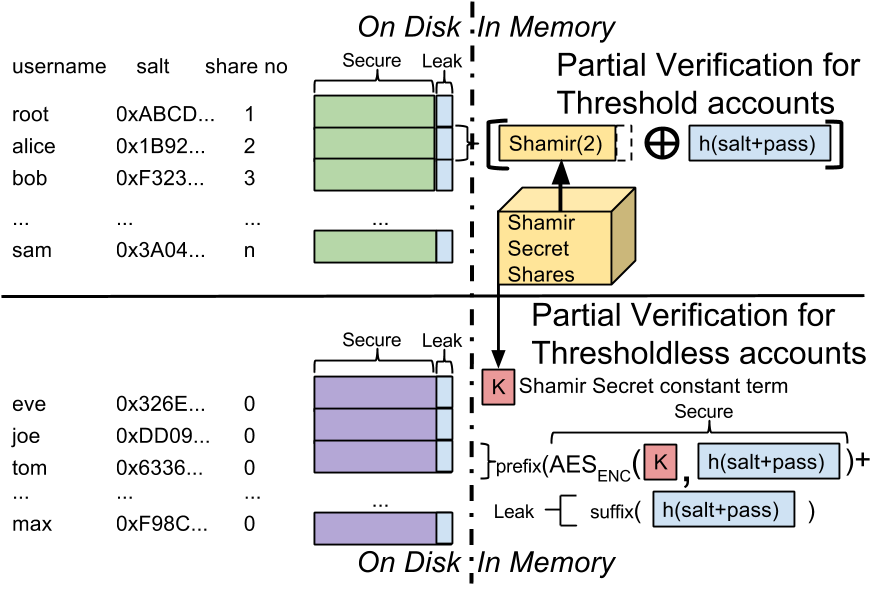 On Disk In Memory
username salt share no Secure Leak
Partial Verification for
Threshold accounts
root 0xABCD... 1
alice 0x1B92... 2 + [ Shamir(2) ⊕ h(salt+pass) ]
bob 0xF323... 3
... ... ... ...
sam 0x3A04... n
Shamir
Secret
Shares
Partial Verification for
Thresholdless accounts
Secure Leak
K Shamir Secret constant term
eve 0x326E... 0
joe 0xDD09... 0
tom 0x6336... 0
... ... ... ...
max 0xF98C... 0
Secure
prefix(AESENC(K, h(salt+pass))+
Leak suffix(h(salt+pass))
On Disk In Memory